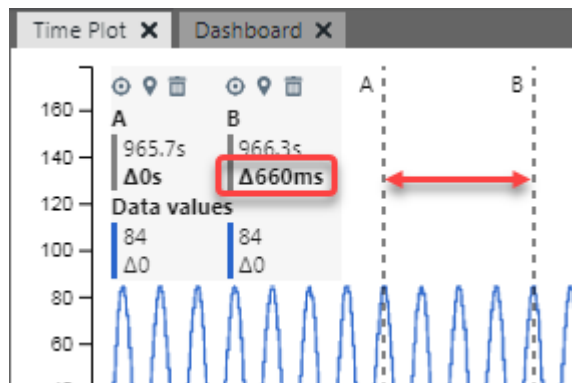 Time Plot ✕ Dashboard ✕
160
140
120
100
80
60
A B
965.7s 966.3s
Δ0s Δ660ms
Data values
84 84
Δ0 Δ0
A B